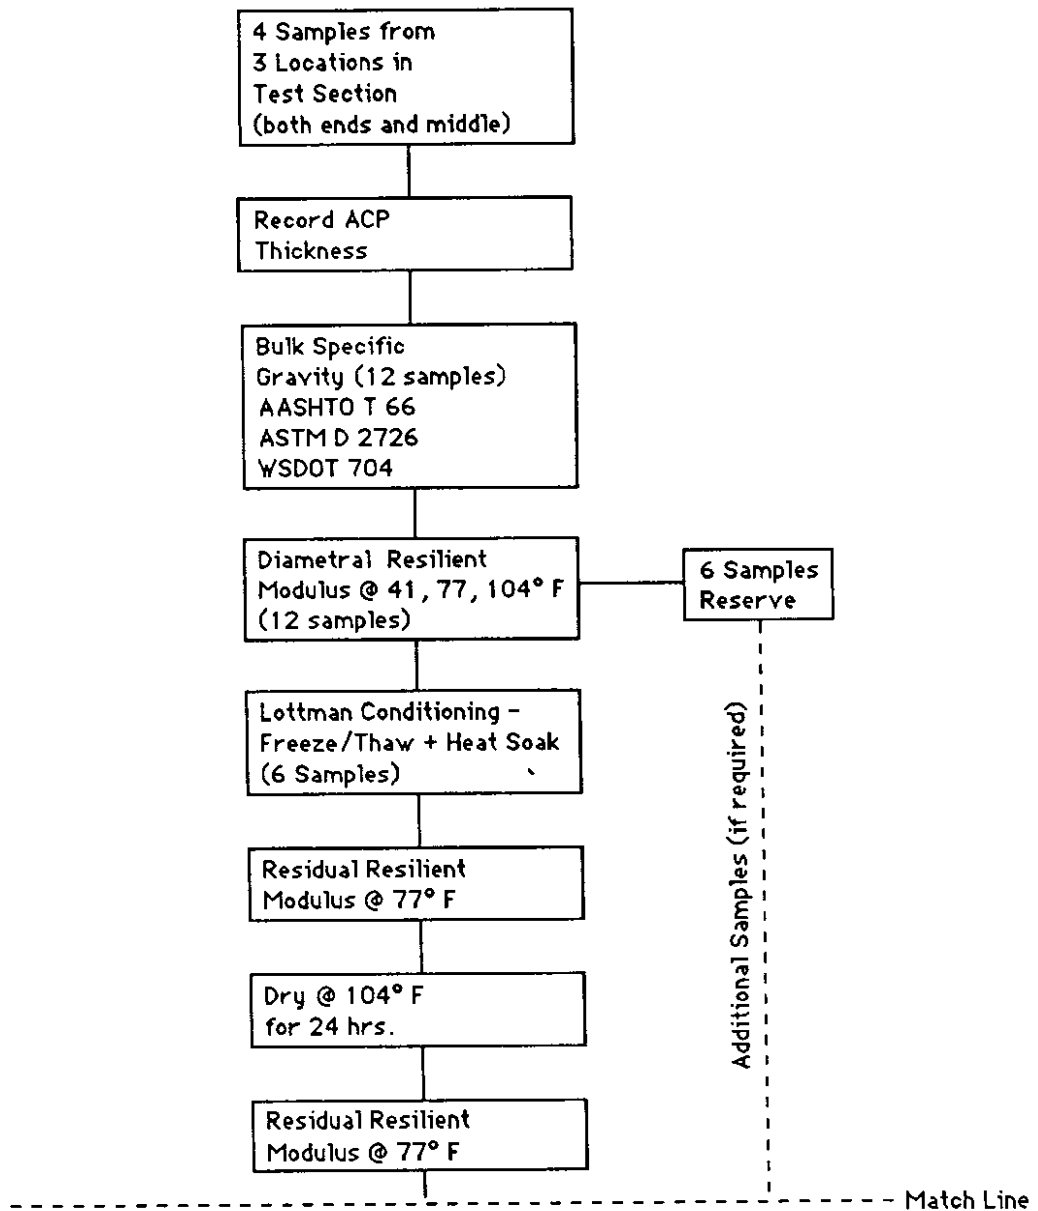 4 Samples from
3 Locations in
Test Section
(both ends and middle)
Record ACP
Thickness
Bulk Specific
Gravity (12 samples)
AASHTO T 66
ASTM D 2726
WSDOT 704
Diametral Resilient
Modulus @ 41, 77, 104° F
(12 samples)
6 Samples
Reserve
Lottman Conditioning -
Freeze/Thaw + Heat Soak
(6 Samples)
Additional Samples (if required)
Residual Resilient
Modulus @ 77° F
Dry @ 104° F
for 24 hrs.
Residual Resilient
Modulus @ 77° F
Match Line